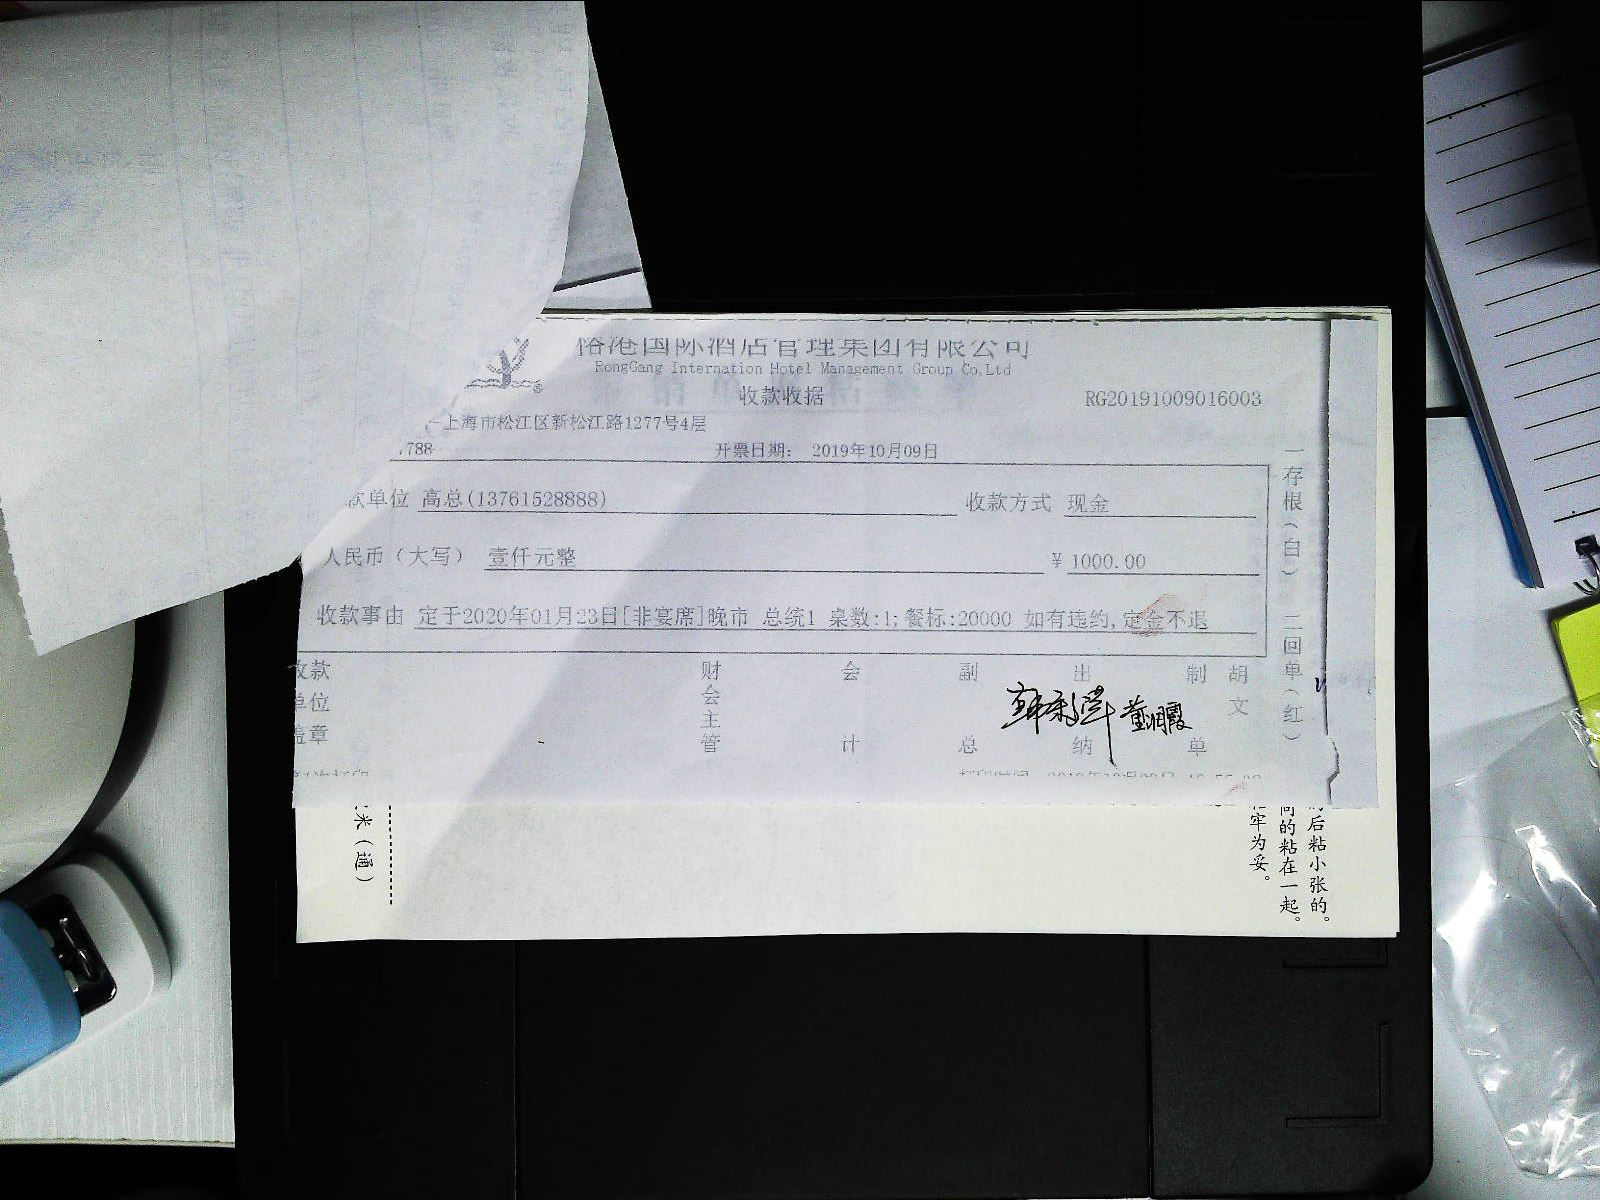 国际酒店管理集团有限公司
RongGang Internation Hotel Management Group Co,Ltd
收款收据
RG20191009016003
上海市松江区新松江路1277号4层
7788
开票日期: 2019年10月09日
款单位 高总(13761528888) 收款方式 现金
人民币(大写) 壹仟元整 ¥ 1000.00
收款事由 定于2020年01月23日[非宴席]晚市 总统1 桌数:1;餐标:20000 如有违约,定金不退
收款单位盖章
财会主管
会计
副总
出纳
制单
胡文
一存根(白) 二回单(红)
米(通)
后粘小张的。
同的粘在一起。
牢为妥。